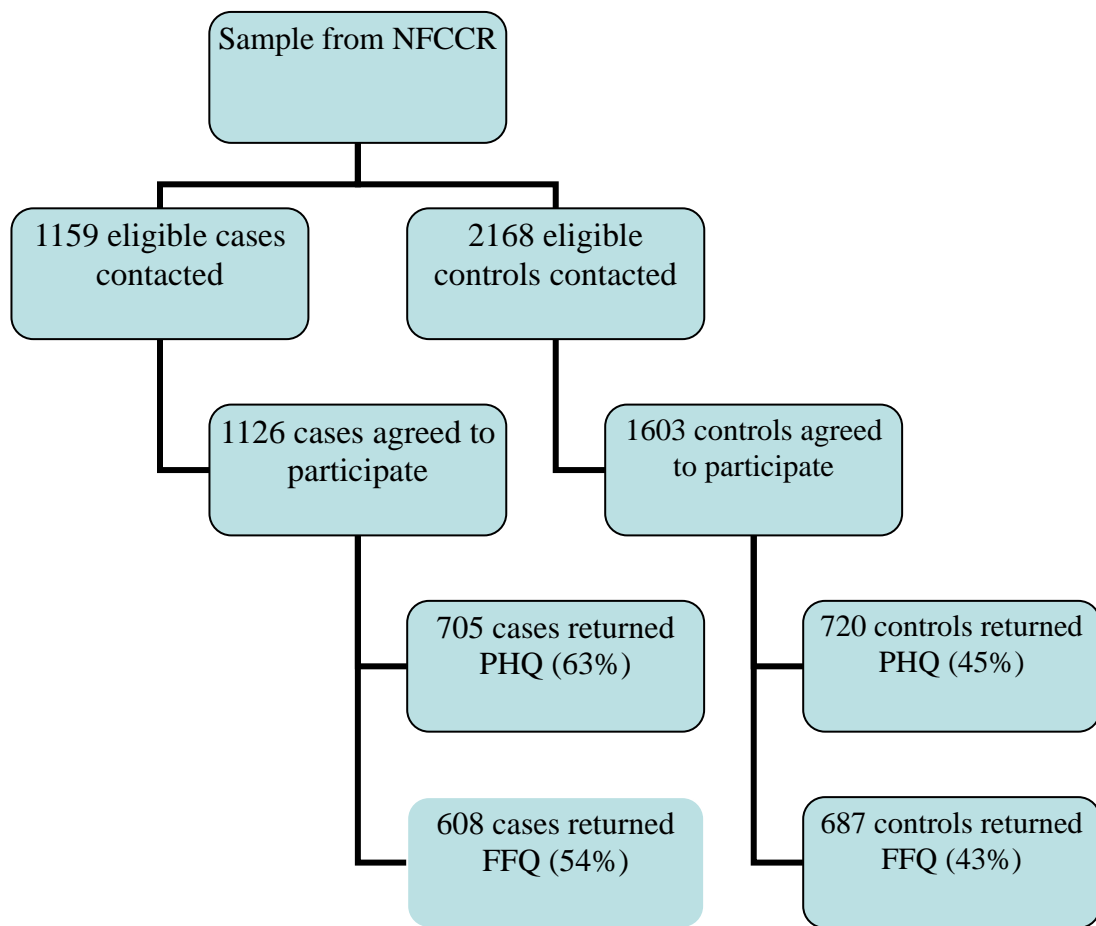 Sample from NFCCR
1159 eligible cases
contacted
2168 eligible
controls contacted
1126 cases agreed to
participate
1603 controls agreed
to participate
705 cases returned
PHQ (63%)
720 controls returned
PHQ (45%)
608 cases returned
FFQ (54%)
687 controls returned
FFQ (43%)